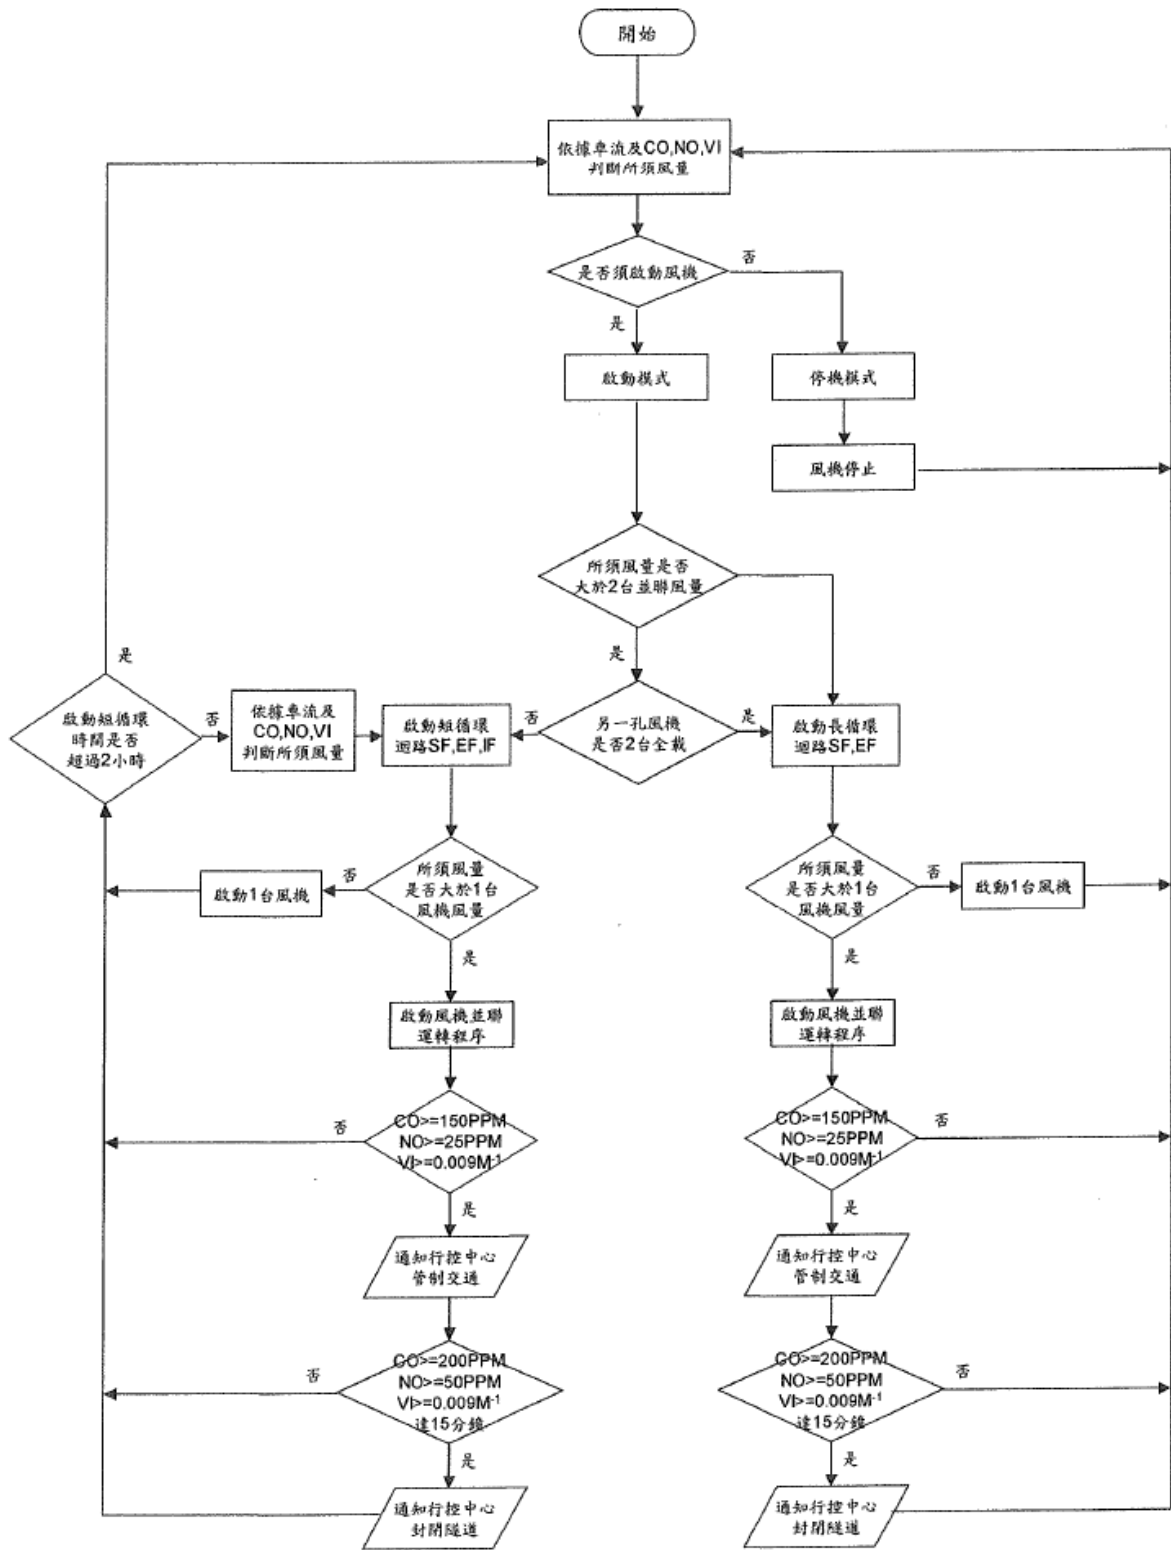 開始
依據車流及CO,NO,VI
判斷所須風量
是否須啟動風機
否
是
啟動模式
停機模式
風機停止
所須風量是否
大於2台並聯風量
是
是
啟動短循環
時間是否
超過2小時
否
依據車流及
CO,NO,VI
判斷所須風量
啟動短循環
迴路SF,EF,IF
否
另一孔風機
是否2台全載
是
啟動長循環
迴路SF,EF
啟動1台風機
否
所須風量
是否大於1台
風機風量
所須風量
是否大於1台
風機風量
否
啟動1台風機
是
是
啟動風機並聯
運轉程序
啟動風機並聯
運轉程序
否
CO>=150PPM
NO>=25PPM
VI>=0.009M⁻¹
CO>=150PPM
NO>=25PPM
VI>=0.009M⁻¹
否
是
是
通知行控中心
管制交通
通知行控中心
管制交通
否
CO>=200PPM
NO>=50PPM
VI>=0.009M⁻¹
達15分鐘
CO>=200PPM
NO>=50PPM
VI>=0.009M⁻¹
達15分鐘
否
是
是
通知行控中心
封閉隧道
通知行控中心
封閉隧道